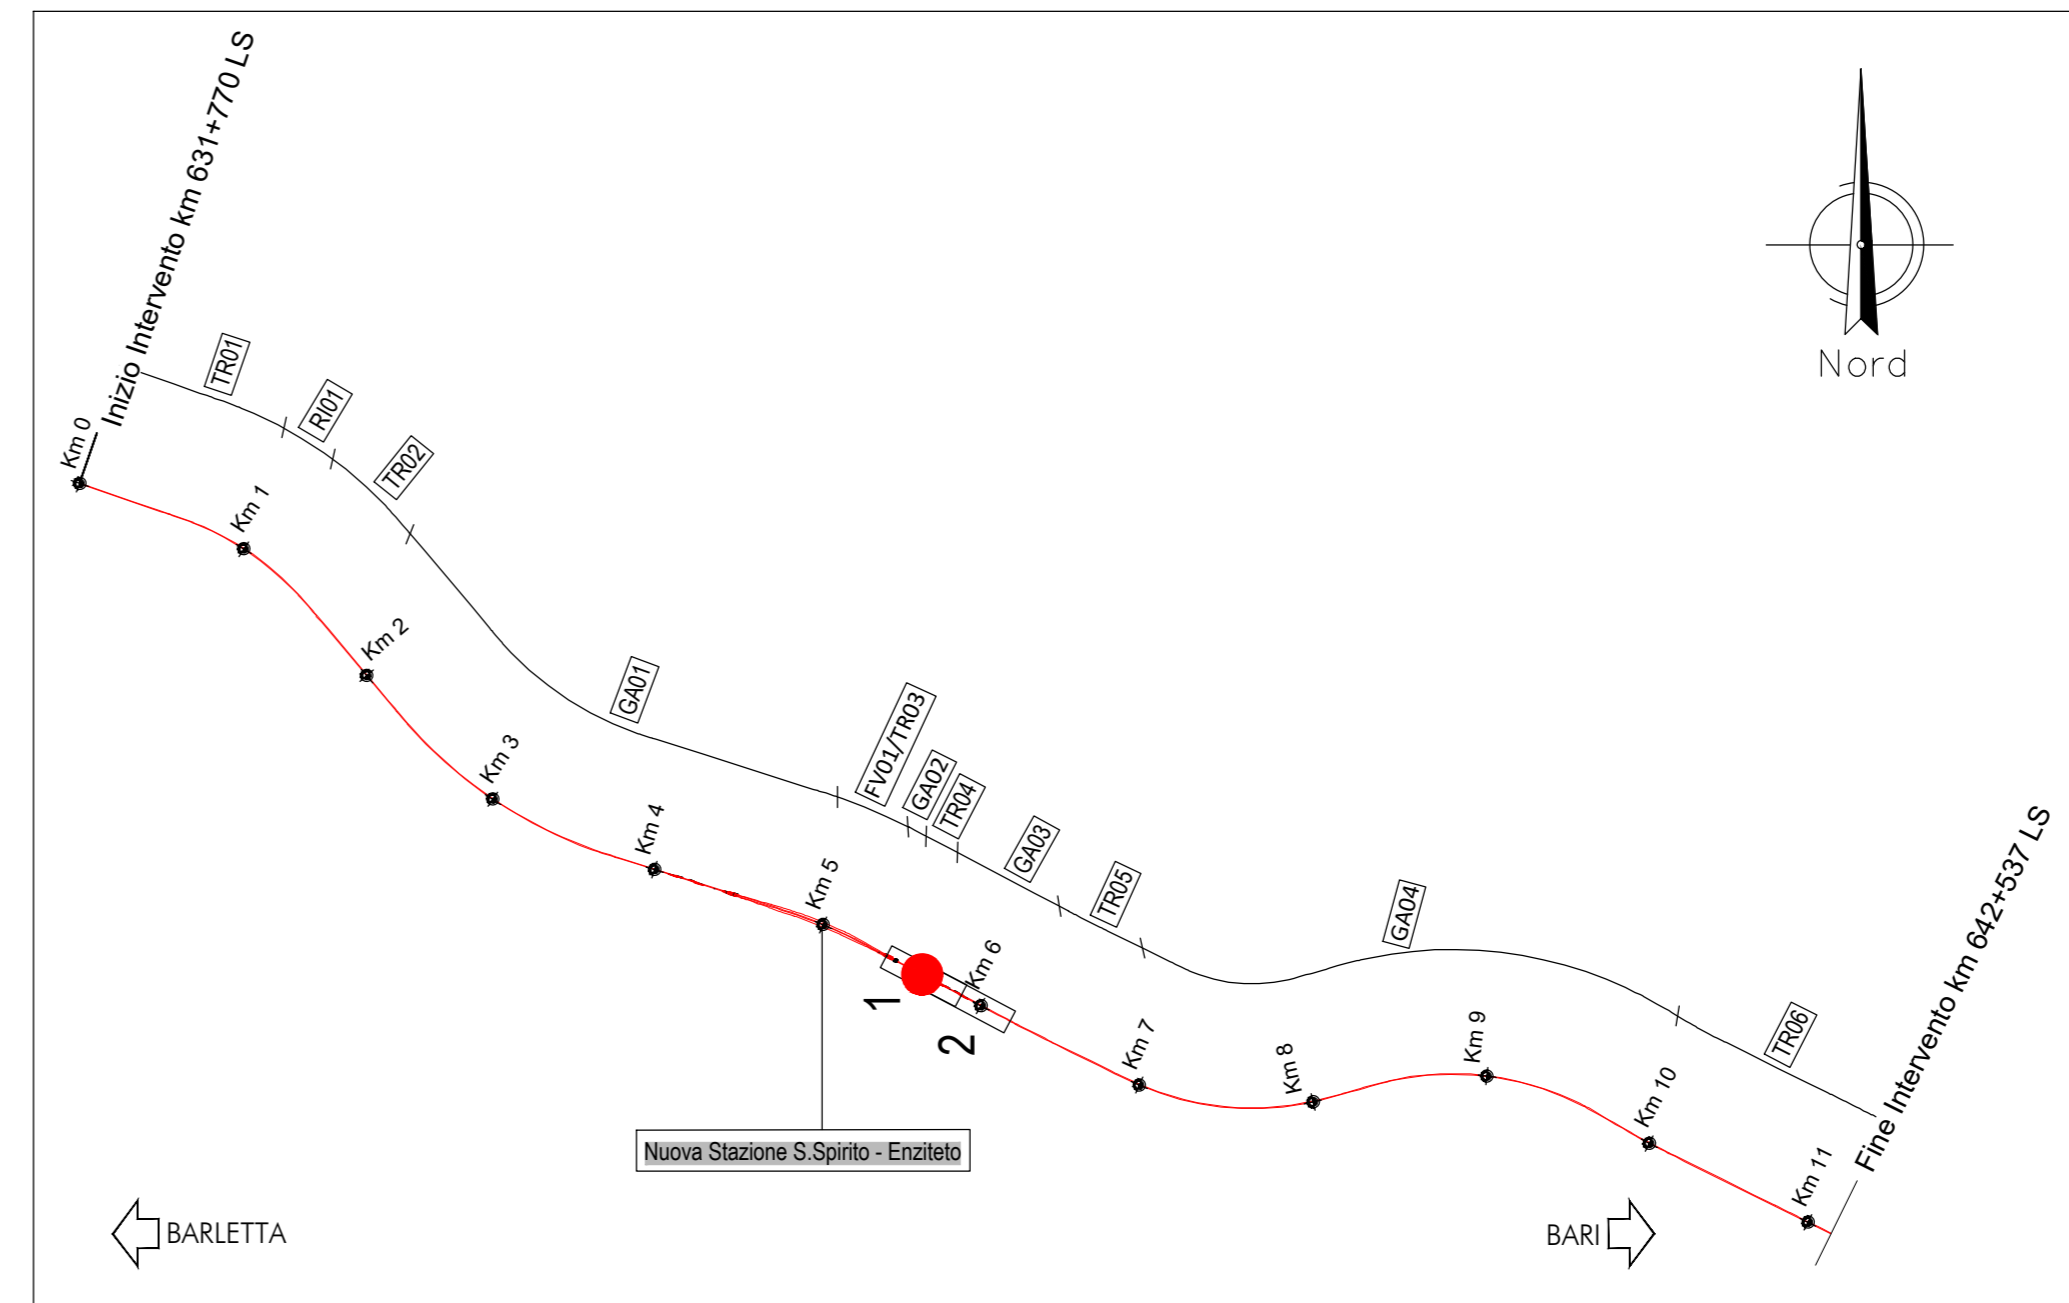 Inizio Intervento km 631+770 LS
Nord
TR01
RI01
TR02
GA01
FV01/TR03
GA02
TR04
GA03
TR05
GA04
TR06
Fine Intervento km 642+537 LS
Km 0
Km 1
Km 2
Km 3
Km 4
Km 5
Km 6
Km 7
Km 8
Km 9
Km 10
Km 11
1
2
Nuova Stazione S.Spirito - Enziteto
BARLETTA
BARI